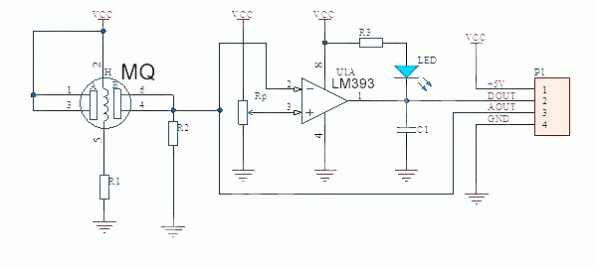 VCC
VCC
VCC
VCC
R3
LED
U1A
LM393
P1
H
MQ
2
A
B
1
3
6
4
5
Rp
2
3
8
1
4
+5V
DOUT
AOUT
GND
1
2
3
4
R2
C1
R1